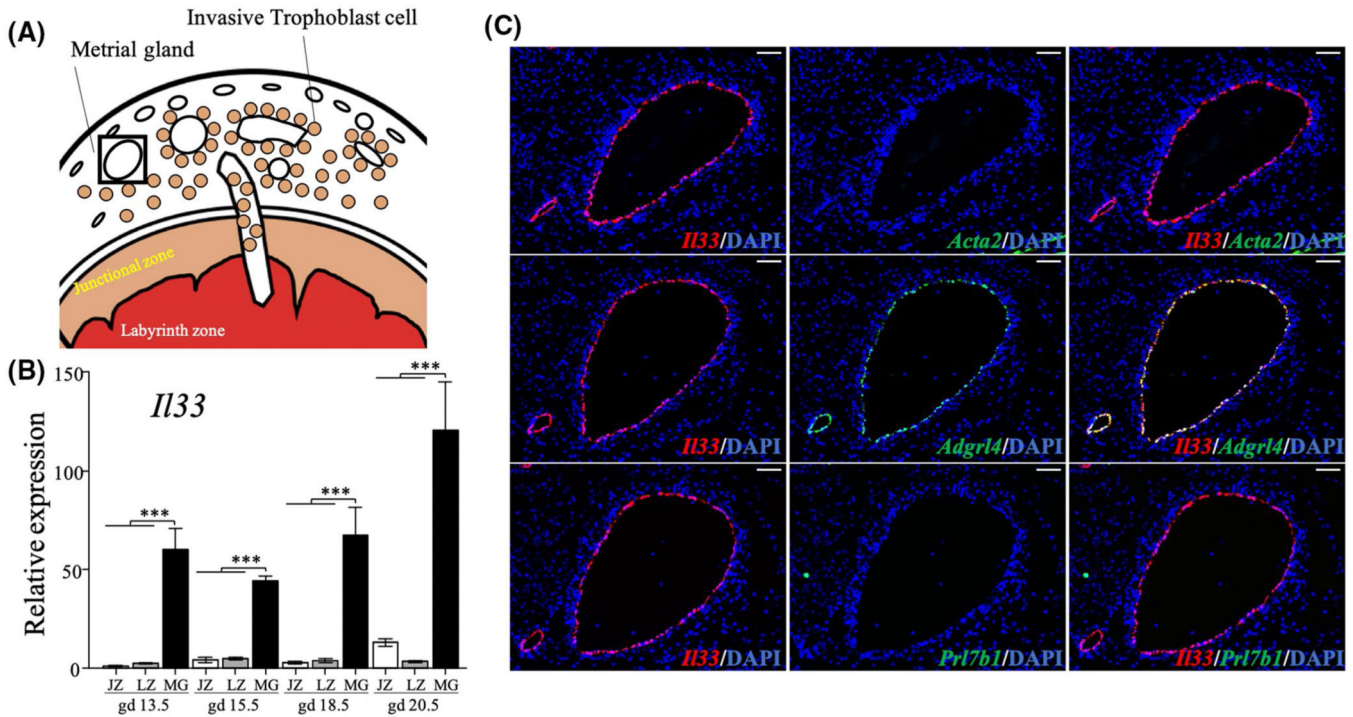 (A)
Invasive Trophoblast cell
Metrial gland
Junctional zone
Labyrinth zone
(B)
Relative expression
150
100
50
0
Il33
***
***
***
***
JZ LZ MG JZ LZ MG JZ LZ MG JZ LZ MG
gd 13.5 gd 15.5 gd 18.5 gd 20.5
(C)
Il33/DAPI Acta2/DAPI Il33/Acta2/DAPI
Il33/DAPI Adgrl4/DAPI Il33/Adgrl4/DAPI
Il33/DAPI Prl7b1/DAPI Il33/Prl7b1/DAPI